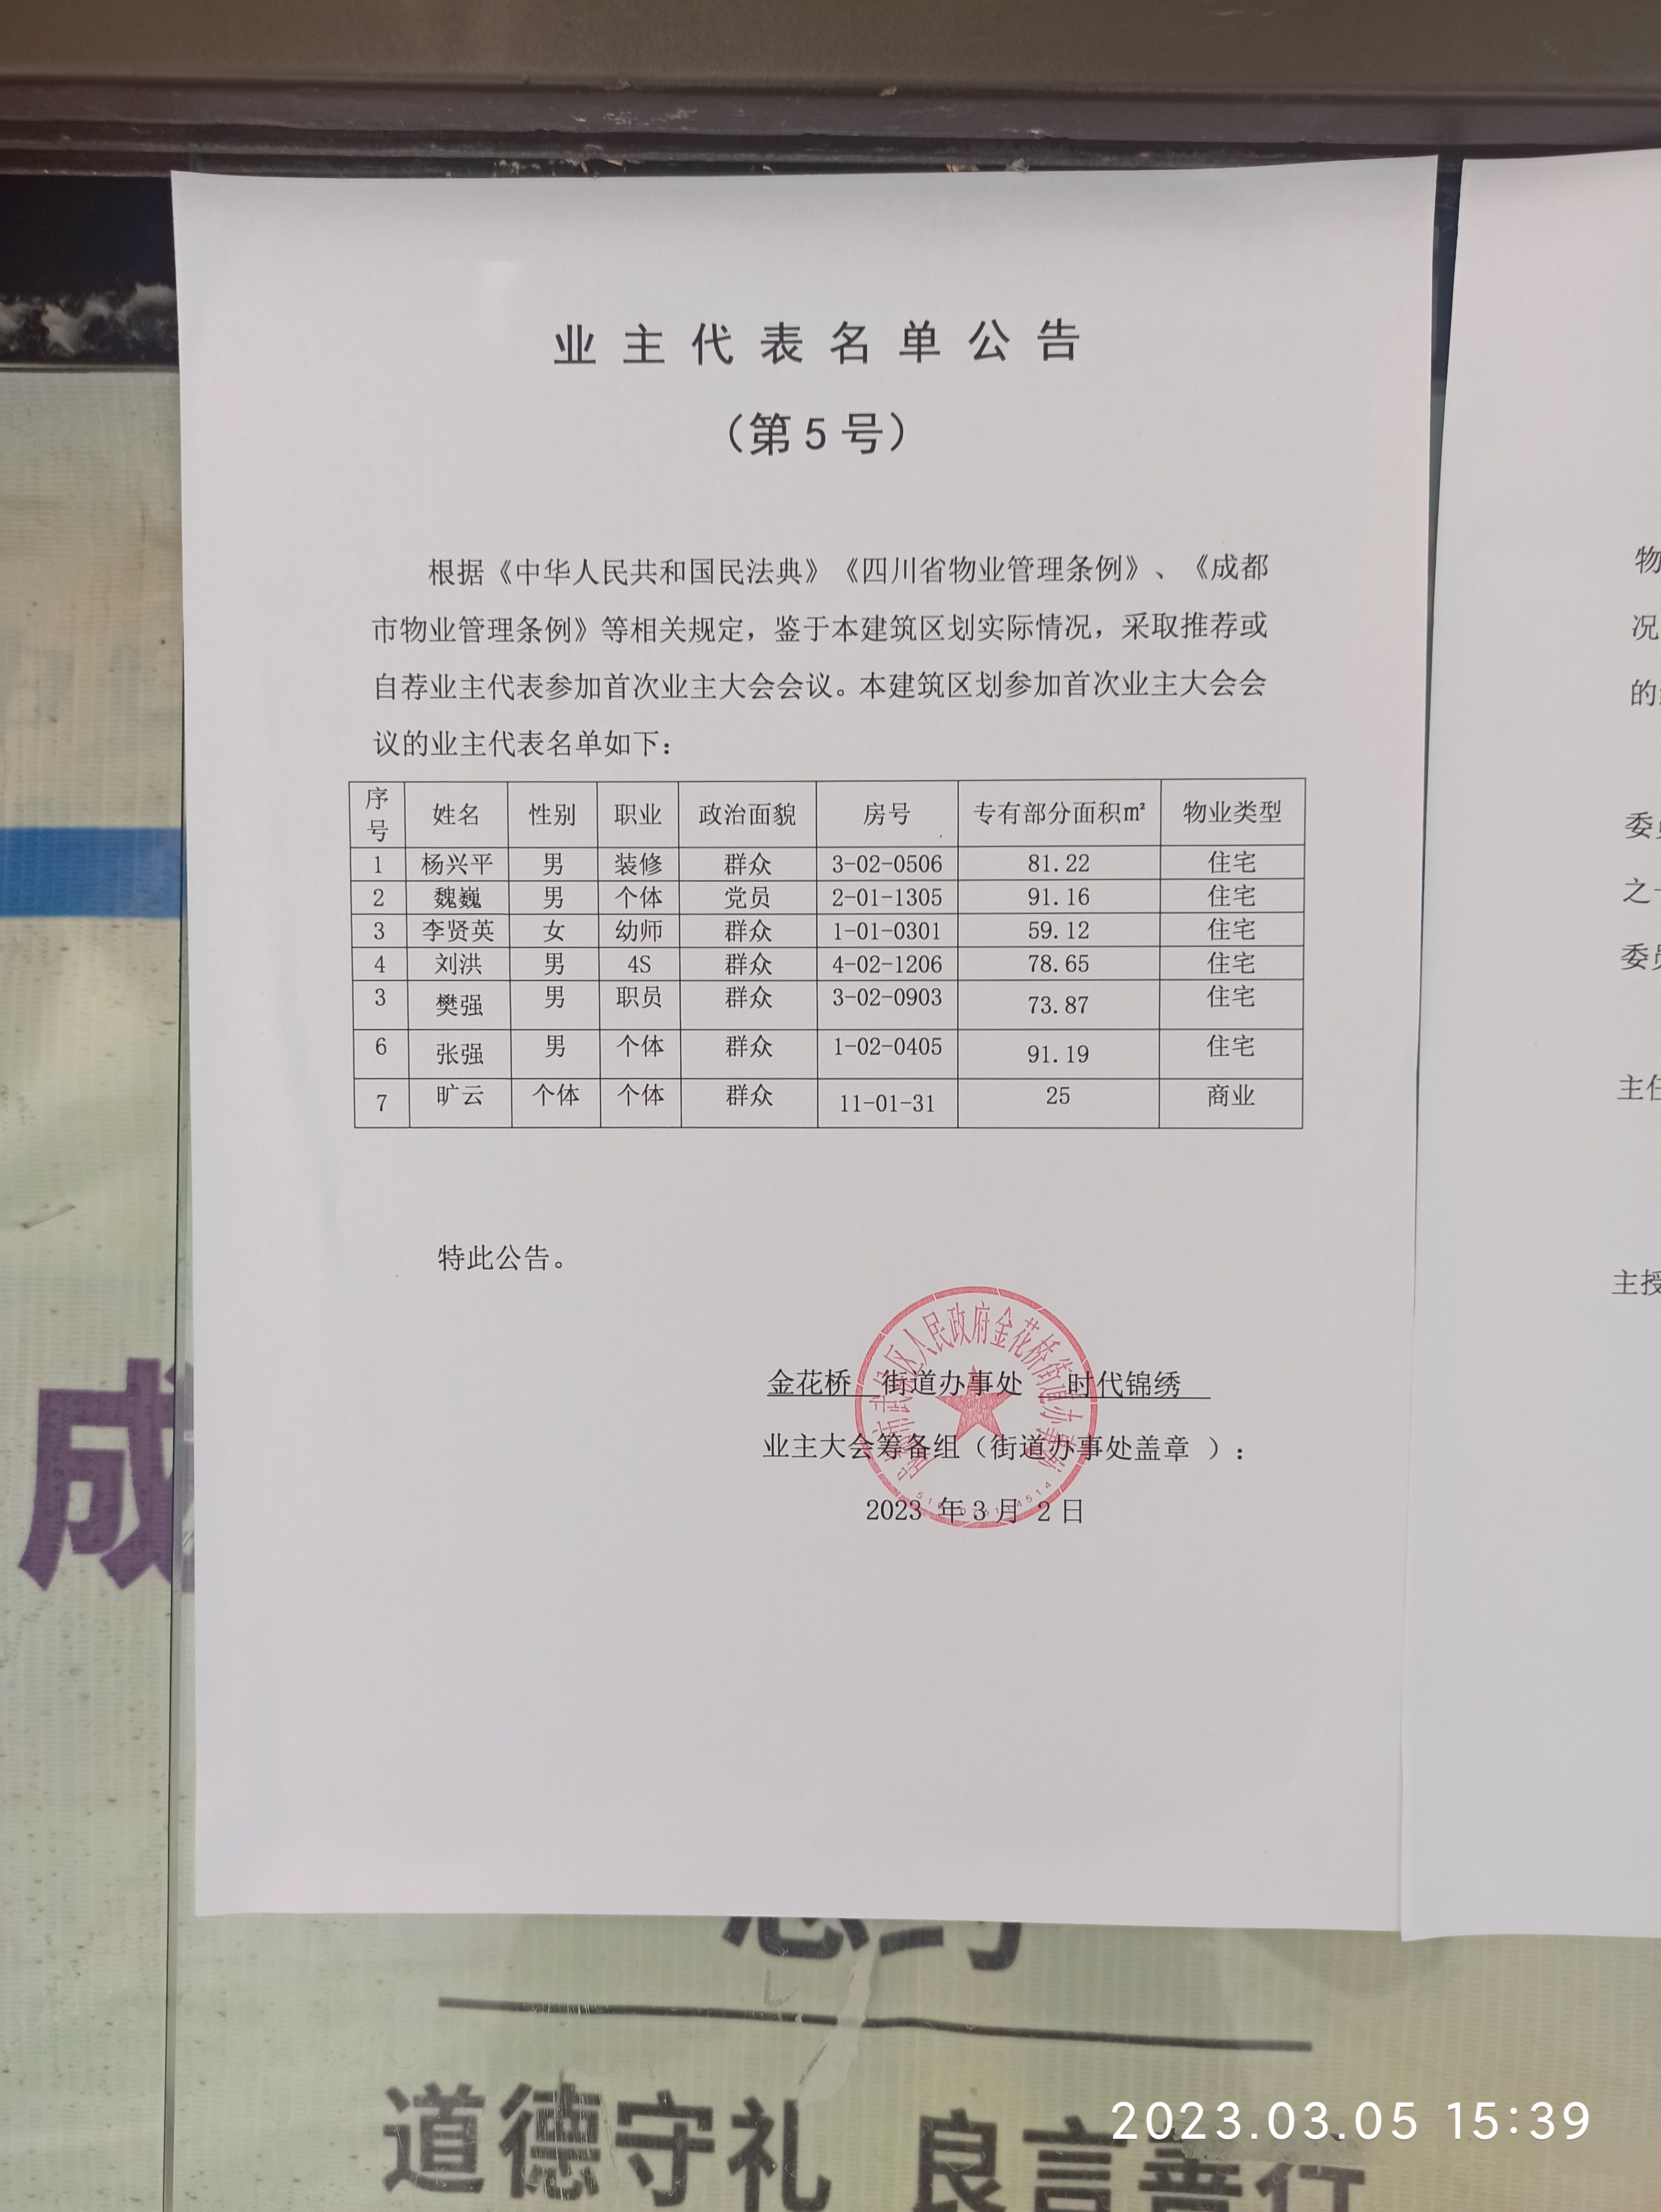 业主代表名单公告
（第5号）
根据《中华人民共和国民法典》《四川省物业管理条例》、《成都
市物业管理条例》等相关规定，鉴于本建筑区划实际情况，采取推荐或
自荐业主代表参加首次业主大会会议。本建筑区划参加首次业主大会会
议的业主代表名单如下：
序号 姓名 性别 职业 政治面貌 房号 专有部分面积㎡ 物业类型
1 杨兴平 男 装修 群众 3-02-0506 81.22 住宅
2 魏巍 男 个体 党员 2-01-1305 91.16 住宅
3 李贤英 女 幼师 群众 1-01-0301 59.12 住宅
4 刘洪 男 4S 群众 4-02-1206 78.65 住宅
3 樊强 男 职员 群众 3-02-0903 73.87 住宅
6 张强 男 个体 群众 1-02-0405 91.19 住宅
7 旷云 个体 个体 群众 11-01-31 25 商业
特此公告。
金花桥 街道办事处 时代锦绣
业主大会筹备组（街道办事处盖章 ）：
2023 年 3 月 2 日
成都市武侯区人民政府金花桥街道办事处
物
况
的
委员
之一
委员
主任
主授
成
道德守礼 良言善行
2023.03.05 15:39